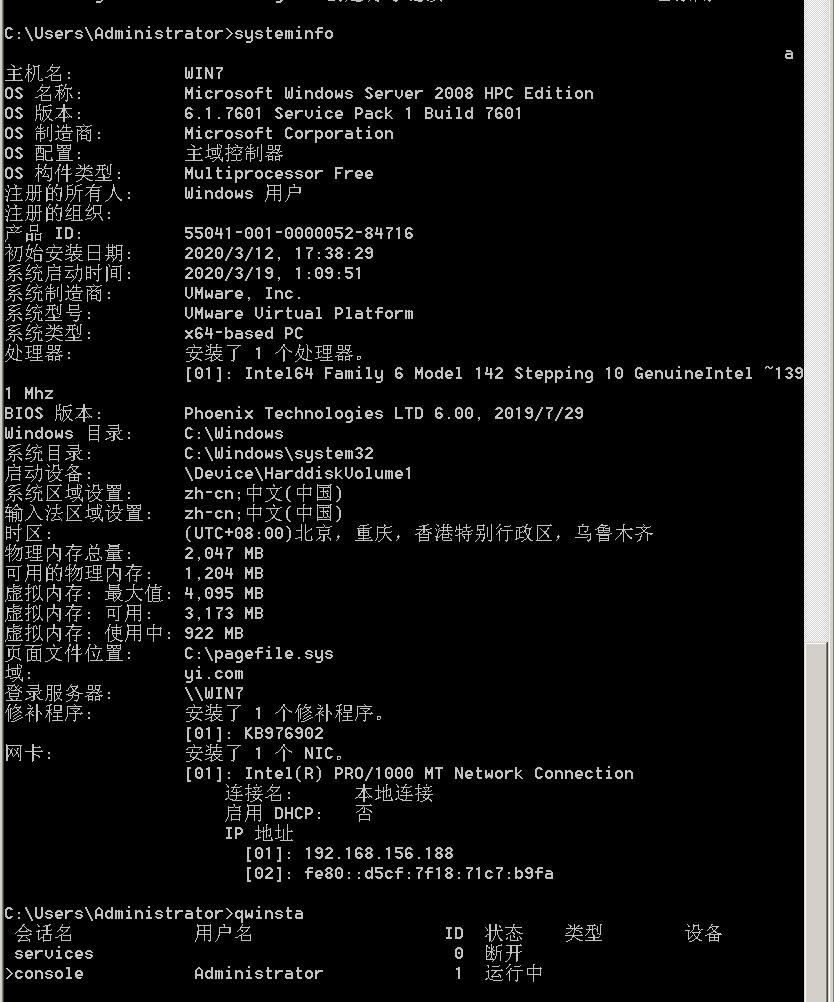 C:\Users\Administrator>systeminfo
a
主机名:           WIN7
OS 名称:          Microsoft Windows Server 2008 HPC Edition
OS 版本:          6.1.7601 Service Pack 1 Build 7601
OS 制造商:        Microsoft Corporation
OS 配置:          主域控制器
OS 构件类型:      Multiprocessor Free
注册的所有人:     Windows 用户
注册的组织:
产品 ID:          55041-001-0000052-84716
初始安装日期:     2020/3/12, 17:38:29
系统启动时间:     2020/3/19, 1:09:51
系统制造商:       VMware, Inc.
系统型号:         VMware Virtual Platform
系统类型:         x64-based PC
处理器:           安装了 1 个处理器。
[01]: Intel64 Family 6 Model 142 Stepping 10 GenuineIntel ~139
1 Mhz
BIOS 版本:        Phoenix Technologies LTD 6.00, 2019/7/29
Windows 目录:     C:\Windows
系统目录:         C:\Windows\system32
启动设备:         \Device\HarddiskVolume1
系统区域设置:     zh-cn;中文(中国)
输入法区域设置:   zh-cn;中文(中国)
时区:             (UTC+08:00)北京，重庆，香港特别行政区，乌鲁木齐
物理内存总量:     2,047 MB
可用的物理内存:   1,204 MB
虚拟内存: 最大值: 4,095 MB
虚拟内存: 可用:   3,173 MB
虚拟内存: 使用中: 922 MB
页面文件位置:     C:\pagefile.sys
域:               yi.com
登录服务器:       \\WIN7
修补程序:         安装了 1 个修补程序。
[01]: KB976902
网卡:             安装了 1 个 NIC。
[01]: Intel(R) PRO/1000 MT Network Connection
连接名:      本地连接
启用 DHCP:   否
IP 地址
[01]: 192.168.156.188
[02]: fe80::d5cf:7f18:71c7:b9fa
C:\Users\Administrator>qwinsta
会话名            用户名                   ID  状态    类型        设备
services                                    0  断开
>console           Administrator             1  运行中